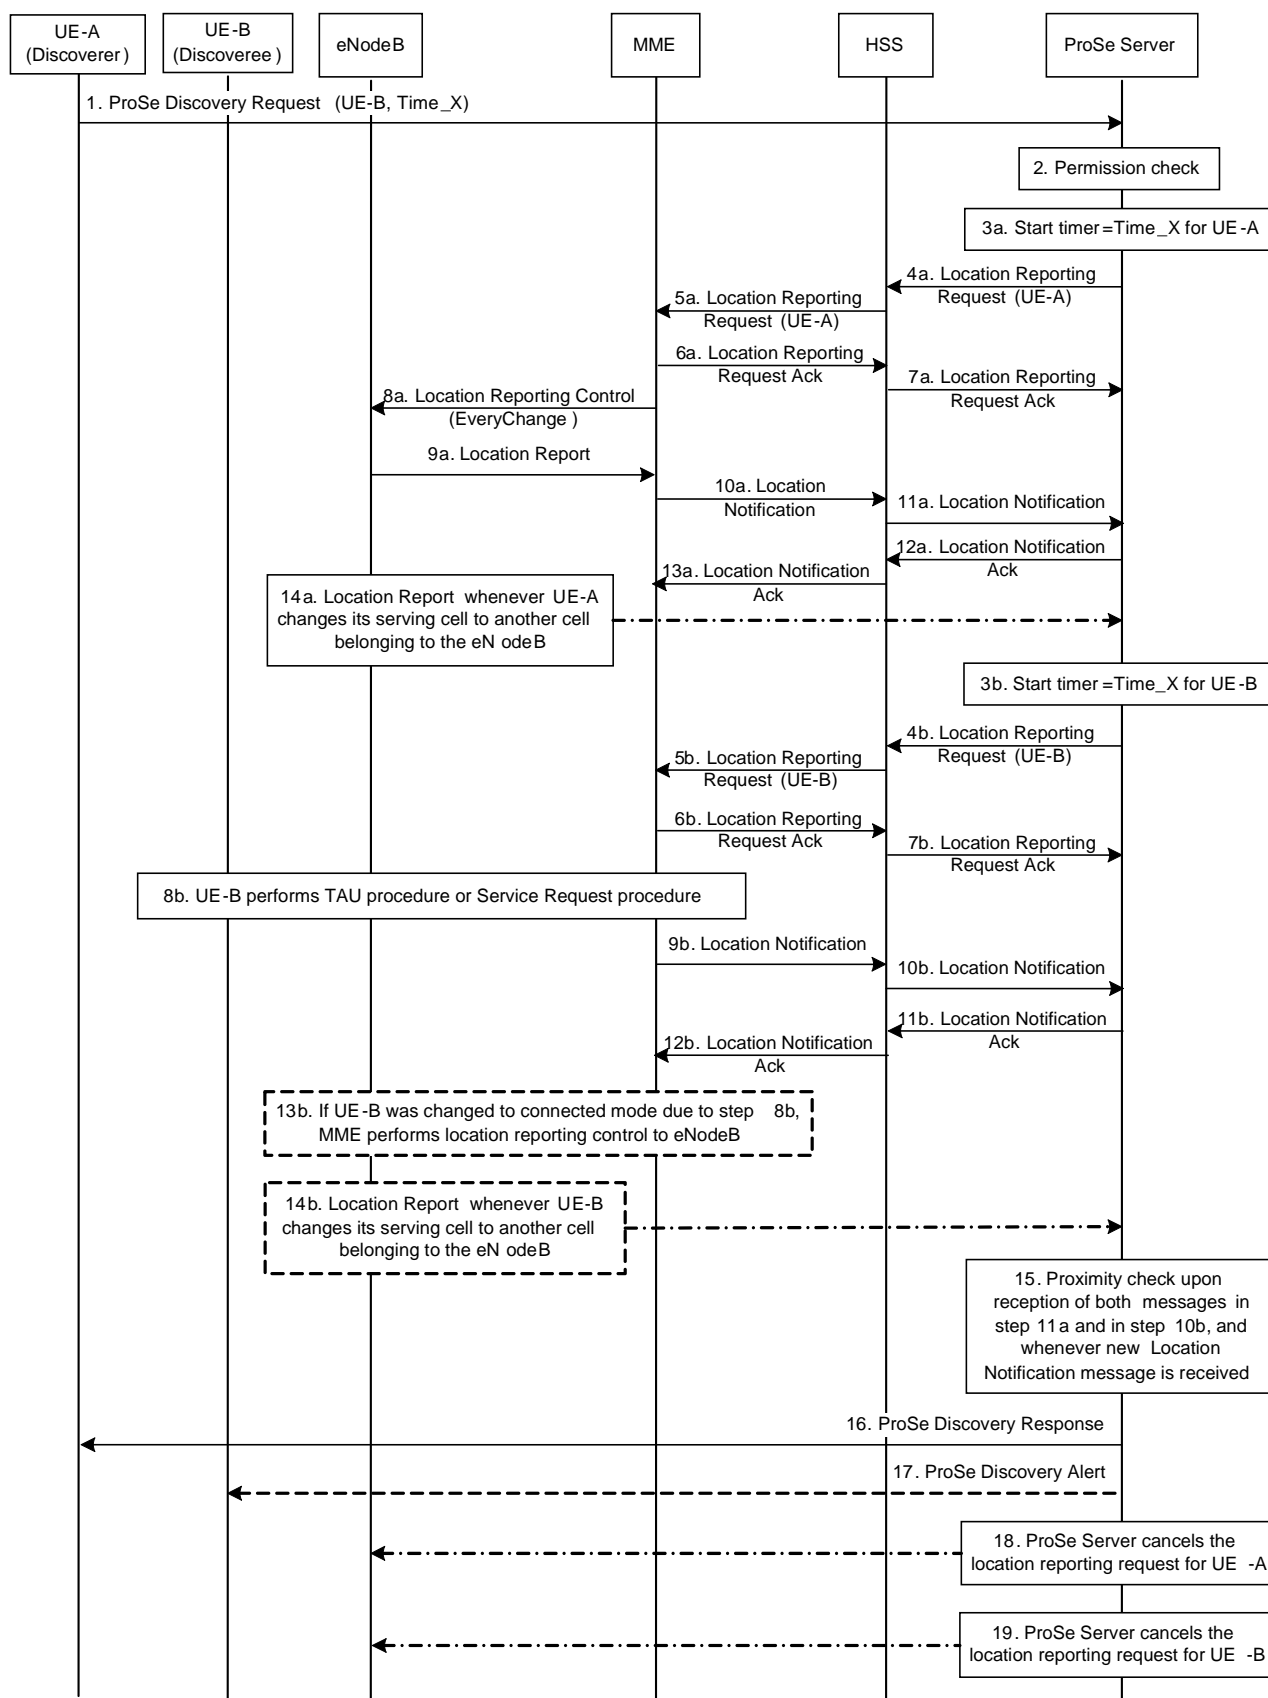 UE-A
(Discoverer)
UE-B
(Discoveree)
eNodeB
MME
HSS
ProSe Server
1. ProSe Discovery Request (UE-B, Time_X)
2. Permission check
3a. Start timer=Time_X for UE-A
4a. Location Reporting
Request (UE-A)
5a. Location Reporting
Request (UE-A)
6a. Location Reporting
Request Ack
7a. Location Reporting
Request Ack
8a. Location Reporting Control
(EveryChange)
9a. Location Report
10a. Location
Notification
11a. Location Notification
12a. Location Notification
Ack
13a. Location Notification
Ack
14a. Location Report whenever UE-A
changes its serving cell to another cell
belonging to the eN odeB
3b. Start timer=Time_X for UE-B
4b. Location Reporting
Request (UE-B)
5b. Location Reporting
Request (UE-B)
6b. Location Reporting
Request Ack
7b. Location Reporting
Request Ack
8b. UE-B performs TAU procedure or Service Request procedure
9b. Location Notification
10b. Location Notification
11b. Location Notification
Ack
12b. Location Notification
Ack
13b. If UE-B was changed to connected mode due to step 8b,
MME performs location reporting control to eNodeB
14b. Location Report whenever UE-B
changes its serving cell to another cell
belonging to the eN odeB
15. Proximity check upon
reception of both messages in
step 11a and in step 10b, and
whenever new Location
Notification message is received
16. ProSe Discovery Response
17. ProSe Discovery Alert
18. ProSe Server cancels the
location reporting request for UE -A
19. ProSe Server cancels the
location reporting request for UE -B